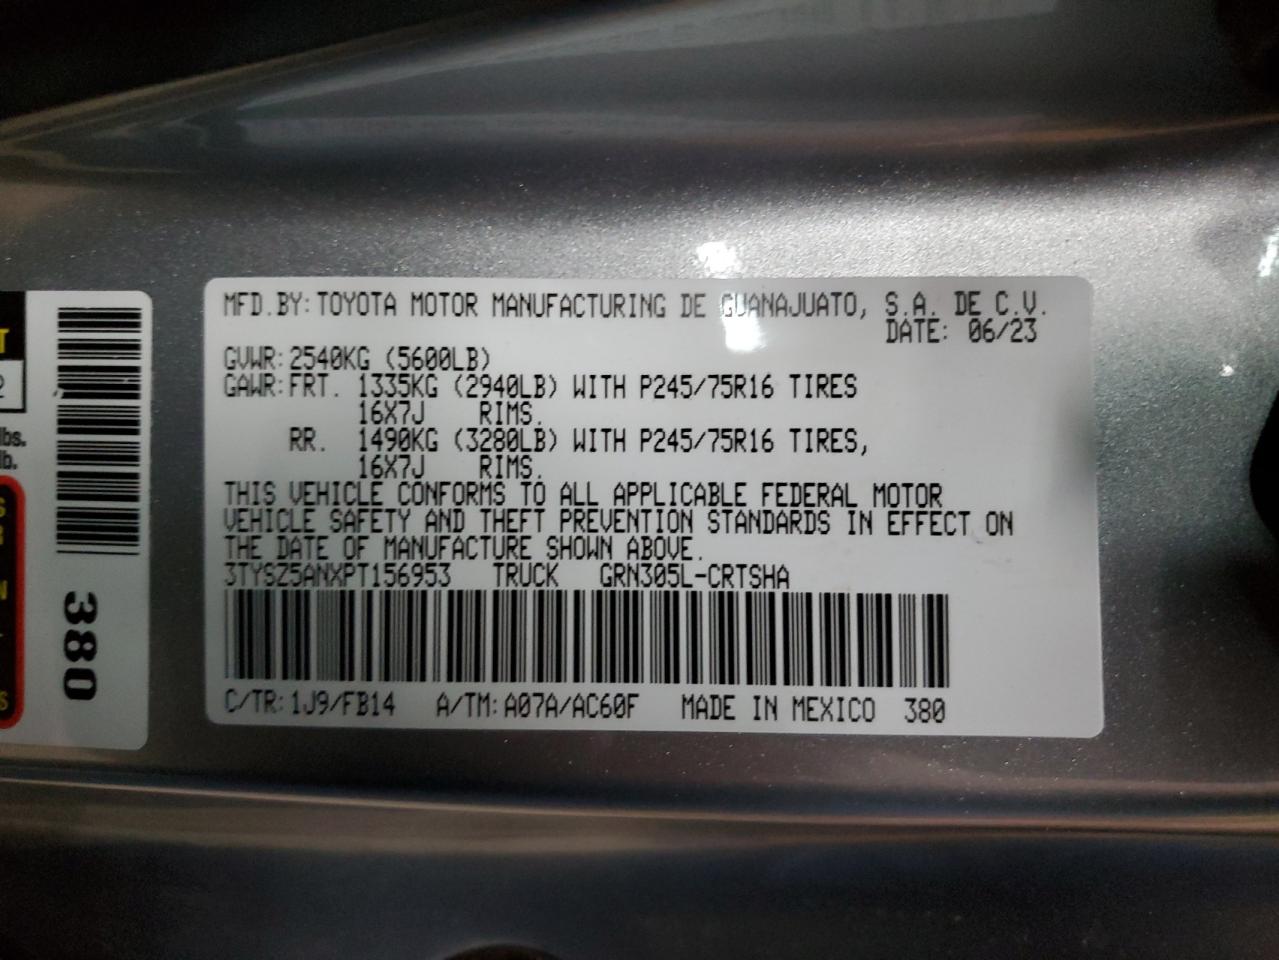 MFD.BY: TOYOTA MOTOR MANUFACTURING DE GUANAJUATO, S.A. DE C.V.
DATE: 06/23
GVWR: 2540KG (5600LB)
GAWR: FRT. 1335KG (2940LB) WITH P245/75R16 TIRES
16X7J RIMS.
RR. 1490KG (3280LB) WITH P245/75R16 TIRES,
16X7J RIMS.
THIS VEHICLE CONFORMS TO ALL APPLICABLE FEDERAL MOTOR
VEHICLE SAFETY AND THEFT PREVENTION STANDARDS IN EFFECT ON
THE DATE OF MANUFACTURE SHOWN ABOVE.
3TYSZ5ANXPT156953 TRUCK GRN305L-CRTSHA
C/TR: 1J9/FB14 A/TM: A07A/AC60F MADE IN MEXICO 380
380
lbs.
lb.